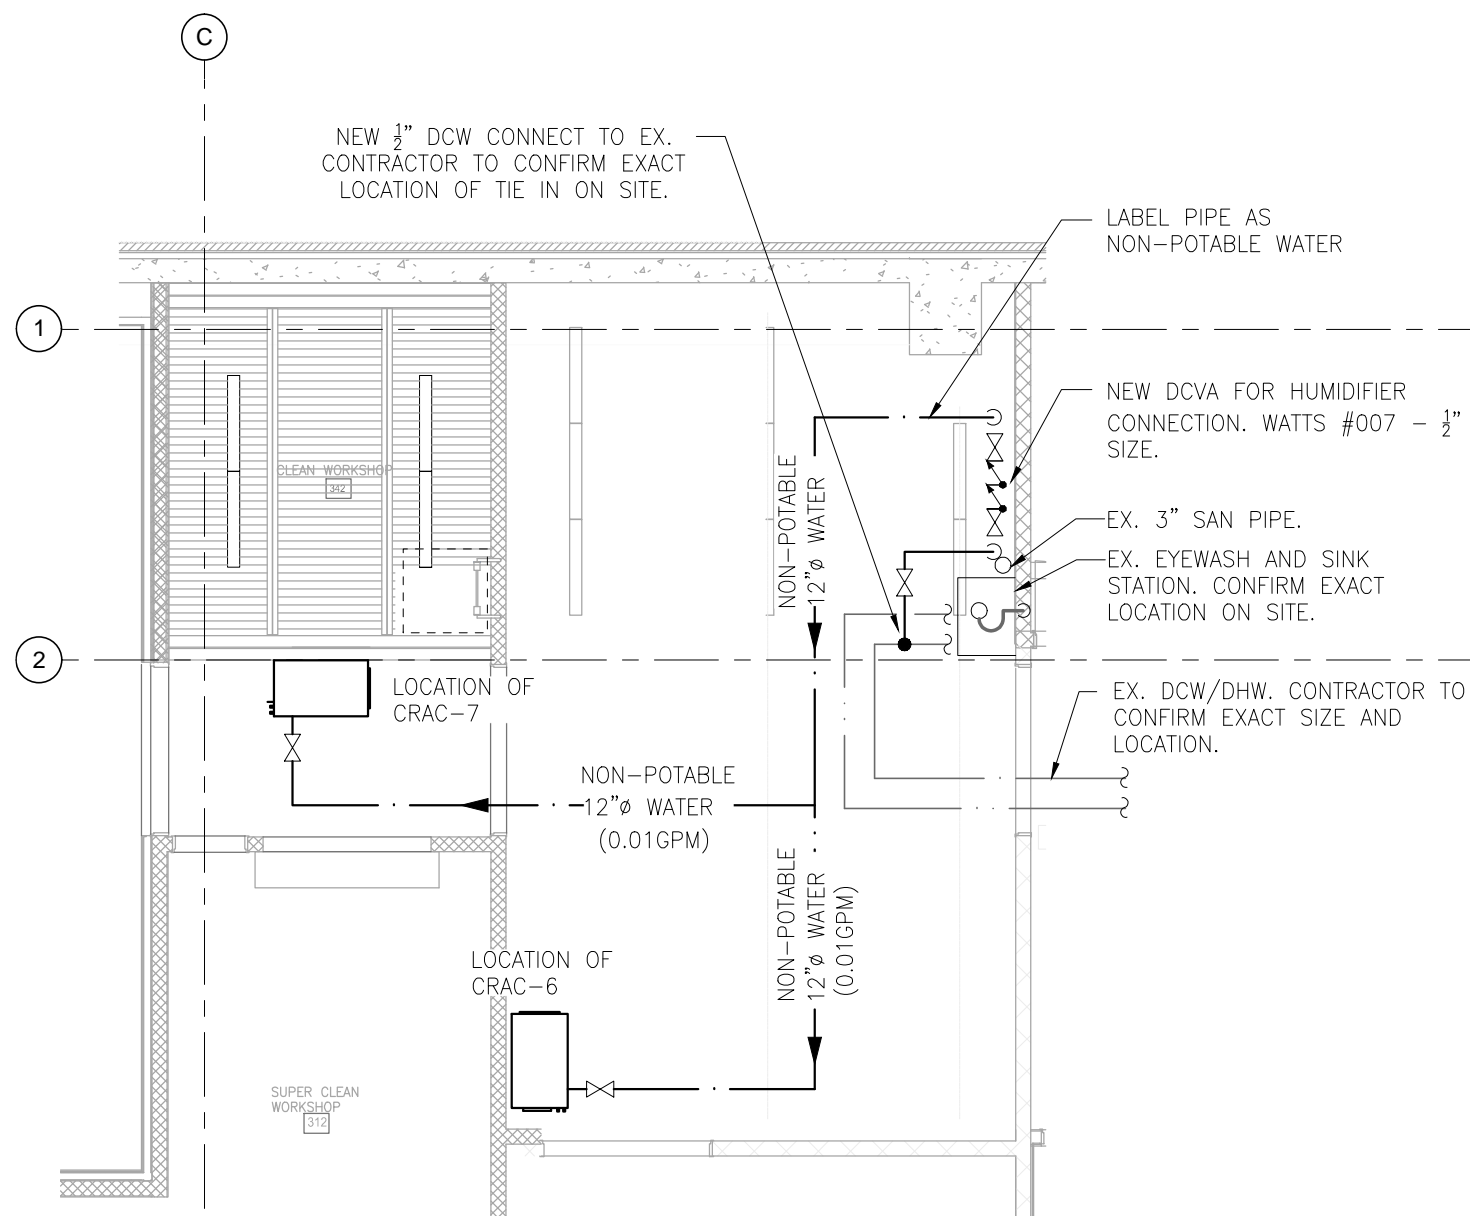 C
NEW 1/2” DCW CONNECT TO EX.
CONTRACTOR TO CONFIRM EXACT
LOCATION OF TIE IN ON SITE.
LABEL PIPE AS
NON-POTABLE WATER
1
NEW DCVA FOR HUMIDIFIER
CONNECTION. WATTS #007 - 1/2”
SIZE.
CLEAN WORKSHOP
342
NON-POTABLE
12”ø WATER
EX. 3” SAN PIPE.
EX. EYEWASH AND SINK
STATION. CONFIRM EXACT
LOCATION ON SITE.
2
LOCATION OF
CRAC-7
EX. DCW/DHW. CONTRACTOR TO
CONFIRM EXACT SIZE AND
LOCATION.
NON-POTABLE
12”ø WATER
(0.01GPM)
NON-POTABLE
12”ø WATER
(0.01GPM)
LOCATION OF
CRAC-6
SUPER CLEAN
WORKSHOP
312